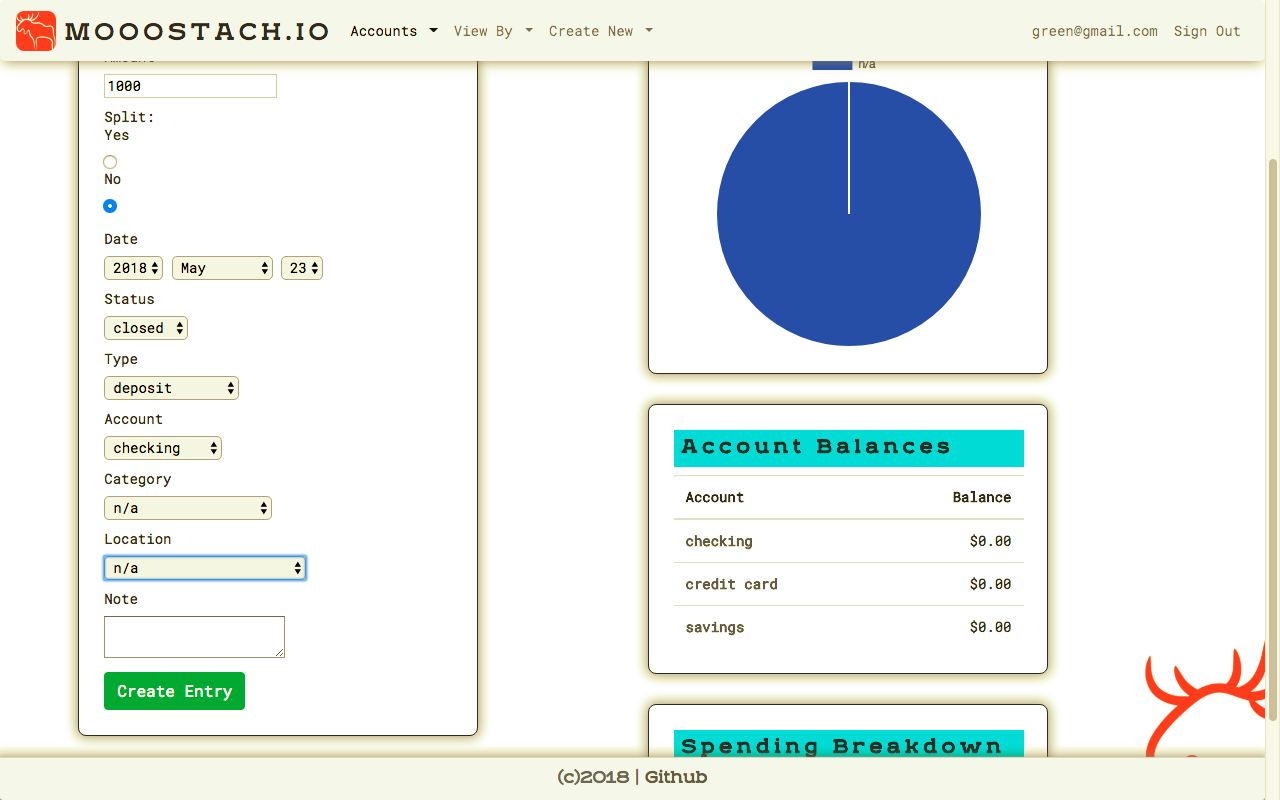 MOOOSTACH.IO Accounts View By Create New green@gmail.com Sign Out
1000
Split:
Yes
No
Date
2018 May 23
Status
closed
Type
deposit
Account
checking
Category
n/a
Location
n/a
Note
Create Entry
n/a
Account Balances
Account Balance
checking $0.00
credit card $0.00
savings $0.00
Spending Breakdown
(c)2018 | Github